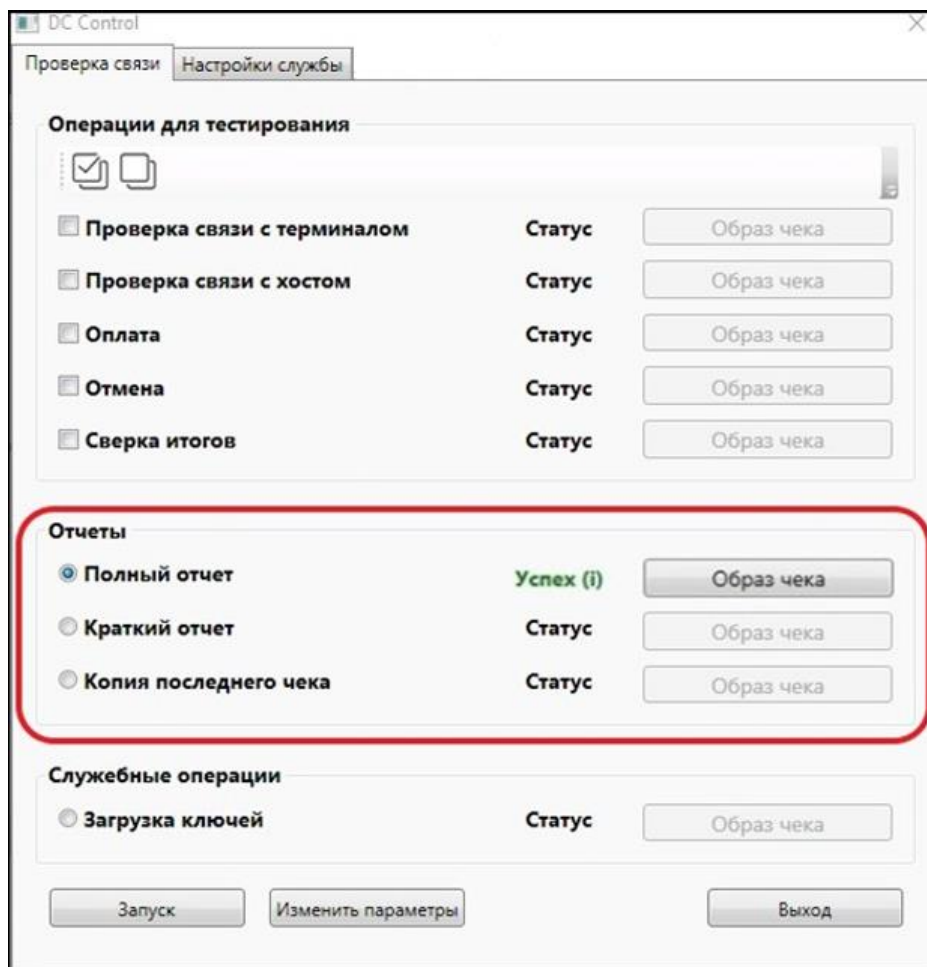 DC Control
Проверка связи Настройки службы
Операции для тестирования
Проверка связи с терминалом Статус Образ чека
Проверка связи с хостом Статус Образ чека
Оплата Статус Образ чека
Отмена Статус Образ чека
Сверка итогов Статус Образ чека
Отчеты
Полный отчет Успех (i) Образ чека
Краткий отчет Статус Образ чека
Копия последнего чека Статус Образ чека
Служебные операции
Загрузка ключей Статус Образ чека
Запуск Изменить параметры Выход